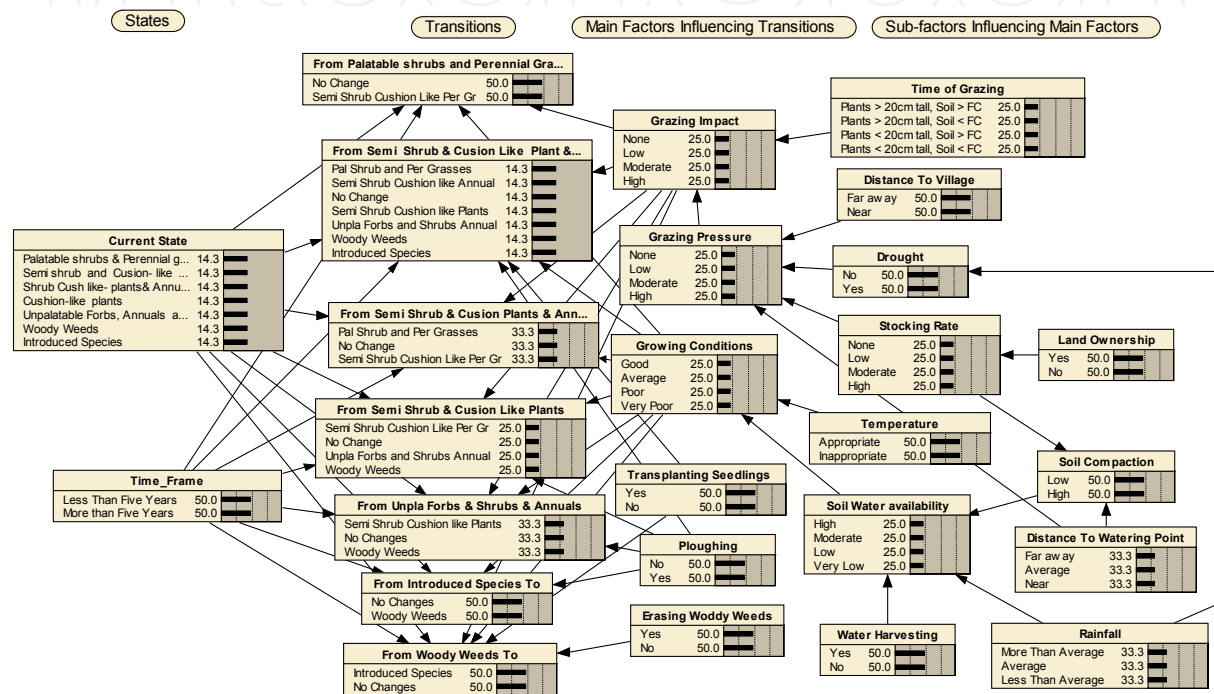 States
Transitions
Main Factors Influencing Transitions
Sub-factors Influencing Main Factors
From Palatable shrubs and Perennial Gra...
No Change 50.0
Semi Shrub Cushion Like Per Gr 50.0
Time of Grazing
Plants > 20cm tall, Soil > FC 25.0
Plants > 20cm tall, Soil < FC 25.0
Plants < 20cm tall, Soil > FC 25.0
Plants < 20cm tall, Soil < FC 25.0
Grazing Impact
None 25.0
Low 25.0
Moderate 25.0
High 25.0
From Semi Shrub & Cusion Like Plant &...
Pal Shrub and Per Grasses 14.3
Semi Shrub Cushion like Annual 14.3
No Change 14.3
Semi Shrub Cushion like Plants 14.3
Unpla Forbs and Shrubs Annual 14.3
Woody Weeds 14.3
Introduced Species 14.3
Distance To Village
Far away 50.0
Near 50.0
Grazing Pressure
None 25.0
Low 25.0
Moderate 25.0
High 25.0
Current State
Palatable shrubs & Perennial g... 14.3
Semi shrub and Cusion- like ... 14.3
Shrub Cush like- plants& Annu... 14.3
Cushion-like plants 14.3
Unpalatable Forbs, Annuals a... 14.3
Woody Weeds 14.3
Introduced Species 14.3
Drought
No 50.0
Yes 50.0
From Semi Shrub & Cusion Plants & Ann...
Pal Shrub and Per Grasses 33.3
No Change 33.3
Semi Shrub Cushion Like Per Gr 33.3
Stocking Rate
None 25.0
Low 25.0
Moderate 25.0
High 25.0
Land Ownership
Yes 50.0
No 50.0
Growing Conditions
Good 25.0
Average 25.0
Poor 25.0
Very Poor 25.0
From Semi Shrub & Cusion Like Plants
Semi Shrub Cushion Like Per Gr 25.0
No Change 25.0
Unpla Forbs and Shrubs Annual 25.0
Woody Weeds 25.0
Temperature
Appropriate 50.0
Inappropriate 50.0
Time_Frame
Less Than Five Years 50.0
More than Five Years 50.0
Transplanting Seedlings
Yes 50.0
No 50.0
Soil Compaction
Low 50.0
High 50.0
From Unpla Forbs & Shrubs & Annuals
Semi Shrub Cushion like Plants 33.3
No Changes 33.3
Woody Weeds 33.3
Soil Water availability
High 25.0
Moderate 25.0
Low 25.0
Very Low 25.0
Ploughing
No 50.0
Yes 50.0
Distance To Watering Point
Far away 33.3
Average 33.3
Near 33.3
From Introduced Species To
No Changes 50.0
Woody Weeds 50.0
Erasing Woddy Weeds
Yes 50.0
No 50.0
Water Harvesting
Yes 50.0
No 50.0
Rainfall
More Than Average 33.3
Average 33.3
Less Than Average 33.3
From Woody Weeds To
Introduced Species 50.0
No Changes 50.0